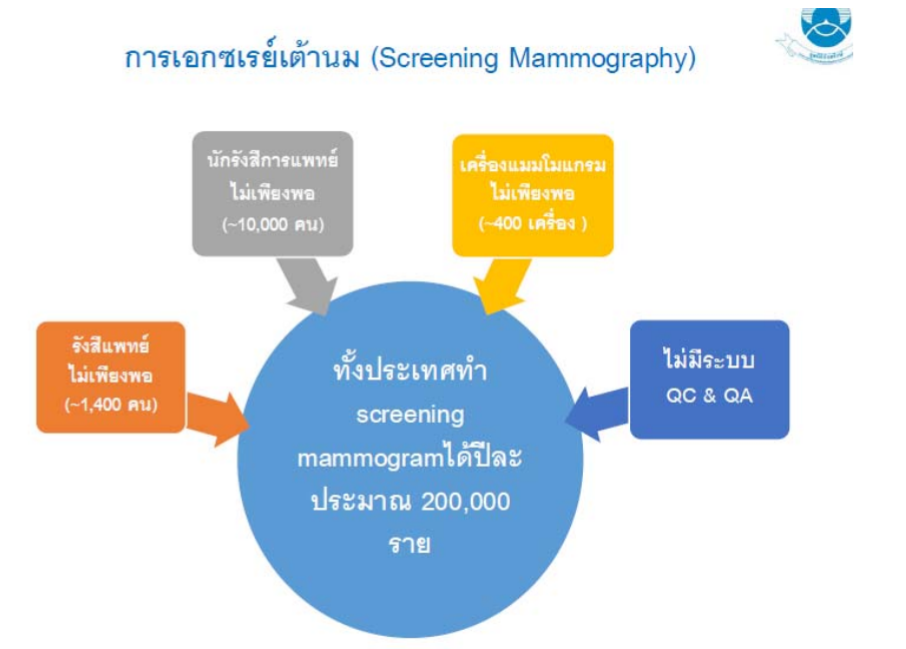 การเอกซเรย์เต้านม (Screening Mammography)
นักรังสีการแพทย์
ไม่เพียงพอ
(~10,000 คน)
เครื่องแมมโมแกรม
ไม่เพียงพอ
(~400 เครื่อง )
รังสีแพทย์
ไม่เพียงพอ
(~1,400 คน)
ไม่มีระบบ
QC & QA
ทั้งประเทศทำ
screening
mammogramได้ปีละ
ประมาณ 200,000
ราย